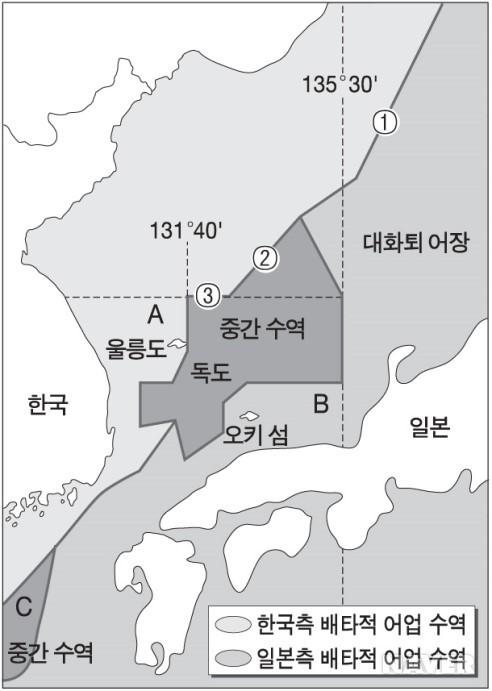 135°30'
①
131°40'
대화퇴 어장
②
③
A
중간 수역
울릉도
독도
한국
B
오키 섬
일본
C
중간 수역
한국측 배타적 어업 수역
일본측 배타적 어업 수역